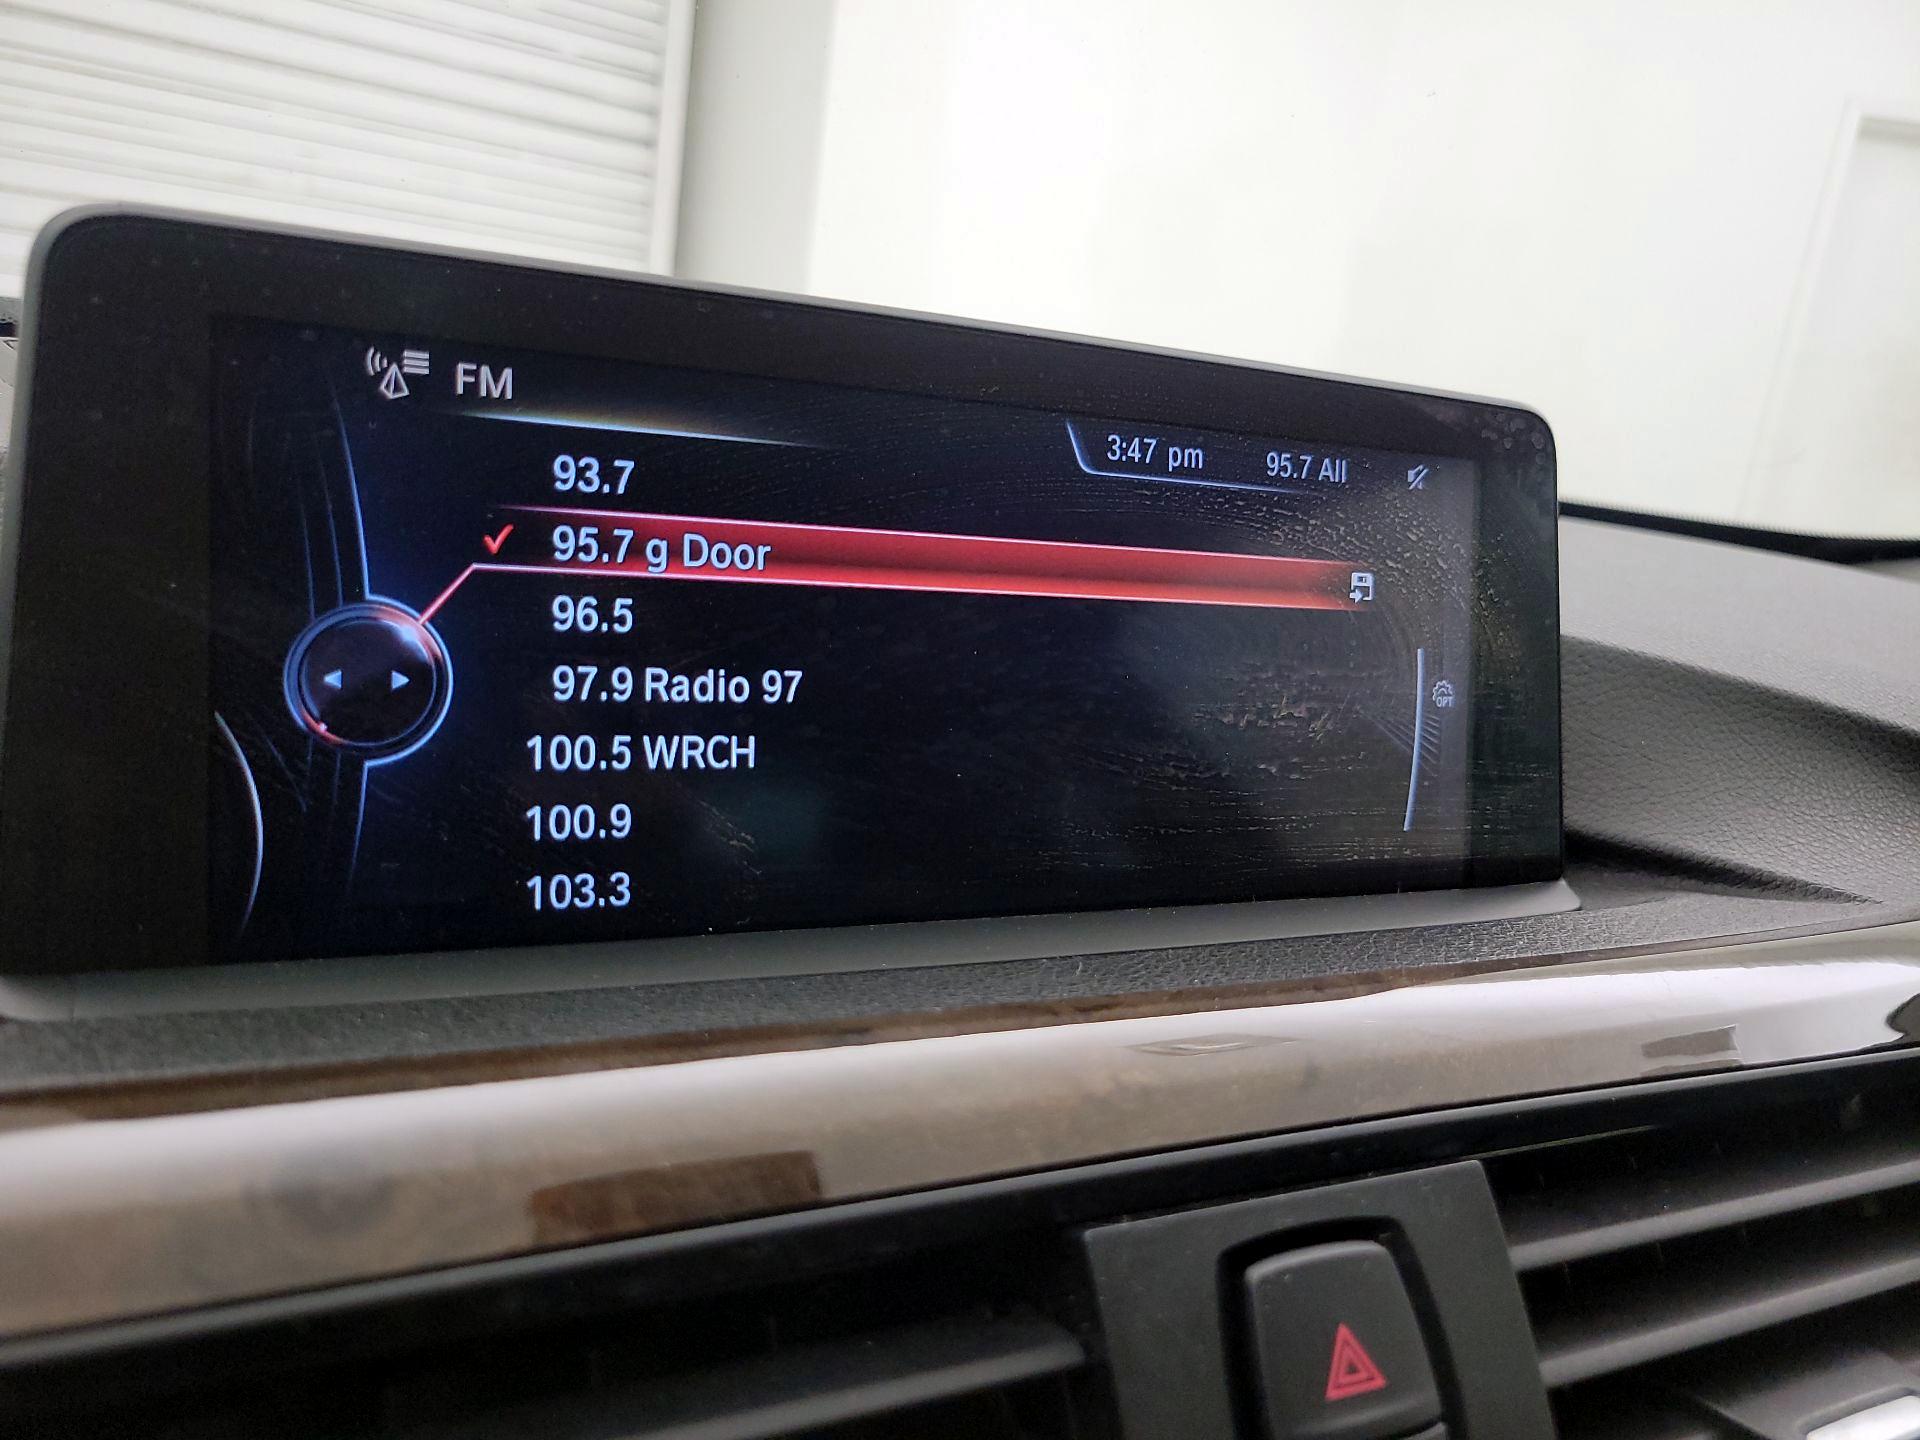 FM
3:47 pm 95.7 All
93.7
95.7 g Door
96.5
97.9 Radio 97
100.5 WRCH
100.9
103.3
OPT